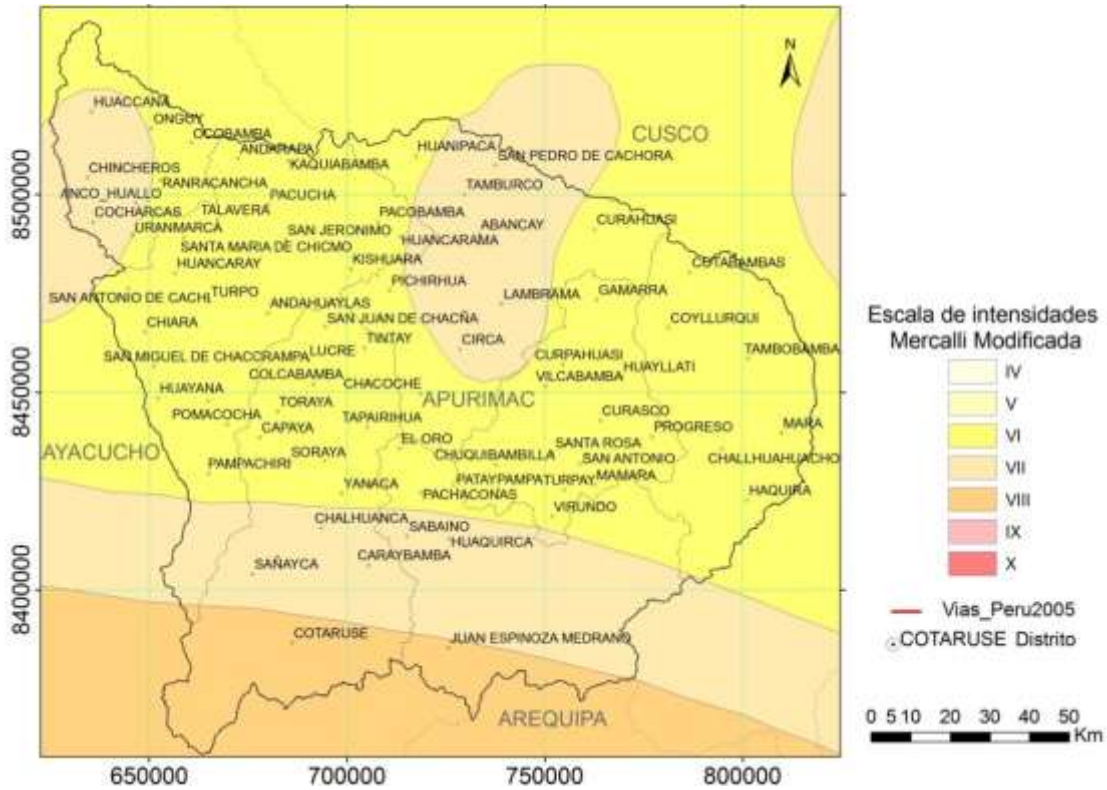 N
HUACCANA
ONGOY
CUSCO
OCOBAMBA
ANDARAPA
HUANIPACA
KAQUIABAMBA
SAN PEDRO DE CACHORA
CHINCHEROS
RANRACANCHA
TAMBURCO
8500000
ANCO_HUALLO
PACUCHA
COCHARCAS
TALAVERA
PACOBAMBA
ABANCAY
CURAHUASI
URANMARCA
SAN JERONIMO
HUANCARAMA
SANTA MARIA DE CHICMO
KISHUARA
HUANCARAY
COTABAMBAS
PICHIRHUA
SAN ANTONIO DE CACHI
TURPO
LAMBRAMA
GAMARRA
ANDAHUAYLAS
CHIARA
SAN JUAN DE CHACÑA
COYLLURQUI
TINTAY
CIRCA
SAN MIGUEL DE CHACCRAMPA
LUCRE
CURPAHUASI
TAMBOBAMBA
COLCABAMBA
HUAYLLATI
HUAYANA
CHACOCHE
VILCABAMBA
8450000
TORAYA
APURIMAC
POMACOCHA
TAPAIRIHUA
CURASCO
CAPAYA
PROGRESO
MARA
AYACUCHO
SORAYA
EL ORO
SANTA ROSA
PAMPACHIRI
CHUQUIBAMBILLA
SAN ANTONIO
CHALLHUAHUACHO
YANACA
PATAYPAMPA
TURPAY
MAMARA
PACHACONAS
HAQUIRA
VIRUNDO
CHALHUANCA
SABAINO
HUAQUIRCA
SAÑAYCA
CARAYBAMBA
8400000
COTARUSE
JUAN ESPINOZA MEDRANO
AREQUIPA
650000 700000 750000 800000
Escala de intensidades
Mercalli Modificada
IV
V
VI
VII
VIII
IX
X
Vias_Peru2005
COTARUSE Distrito
0 5 10 20 30 40 50
Km